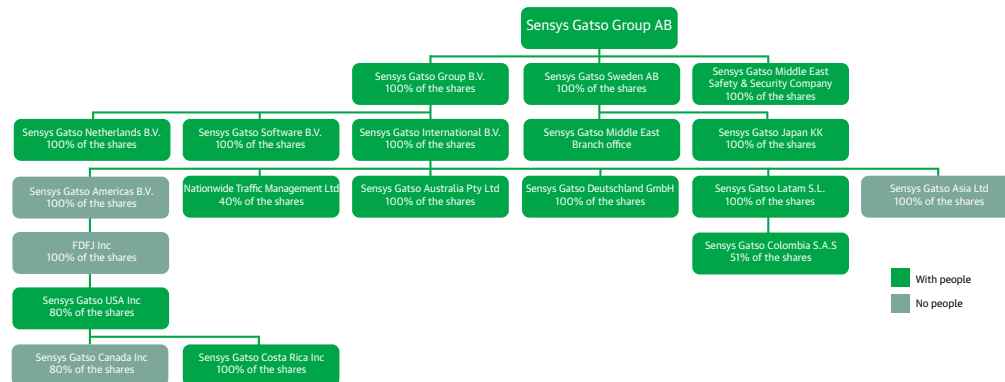 Sensys Gatso Group AB
Sensys Gatso Group B.V.
100% of the shares
Sensys Gatso Sweden AB
100% of the shares
Sensys Gatso Middle East
Safety & Security Company
100% of the shares
Sensys Gatso Netherlands B.V.
100% of the shares
Sensys Gatso Software B.V.
100% of the shares
Sensys Gatso International B.V.
100% of the shares
Sensys Gatso Middle East
Branch office
Sensys Gatso Japan KK
100% of the shares
Sensys Gatso Americas B.V.
100% of the shares
Nationwide Traffic Management Ltd
40% of the shares
Sensys Gatso Australia Pty Ltd
100% of the shares
Sensys Gatso Deutschland GmbH
100% of the shares
Sensys Gatso Latam S.L.
100% of the shares
Sensys Gatso Asia Ltd
100% of the shares
FDFJ Inc
100% of the shares
Sensys Gatso Colombia S.A.S
51% of the shares
With people
No people
Sensys Gatso USA Inc
80% of the shares
Sensys Gatso Canada Inc
80% of the shares
Sensys Gatso Costa Rica Inc
100% of the shares